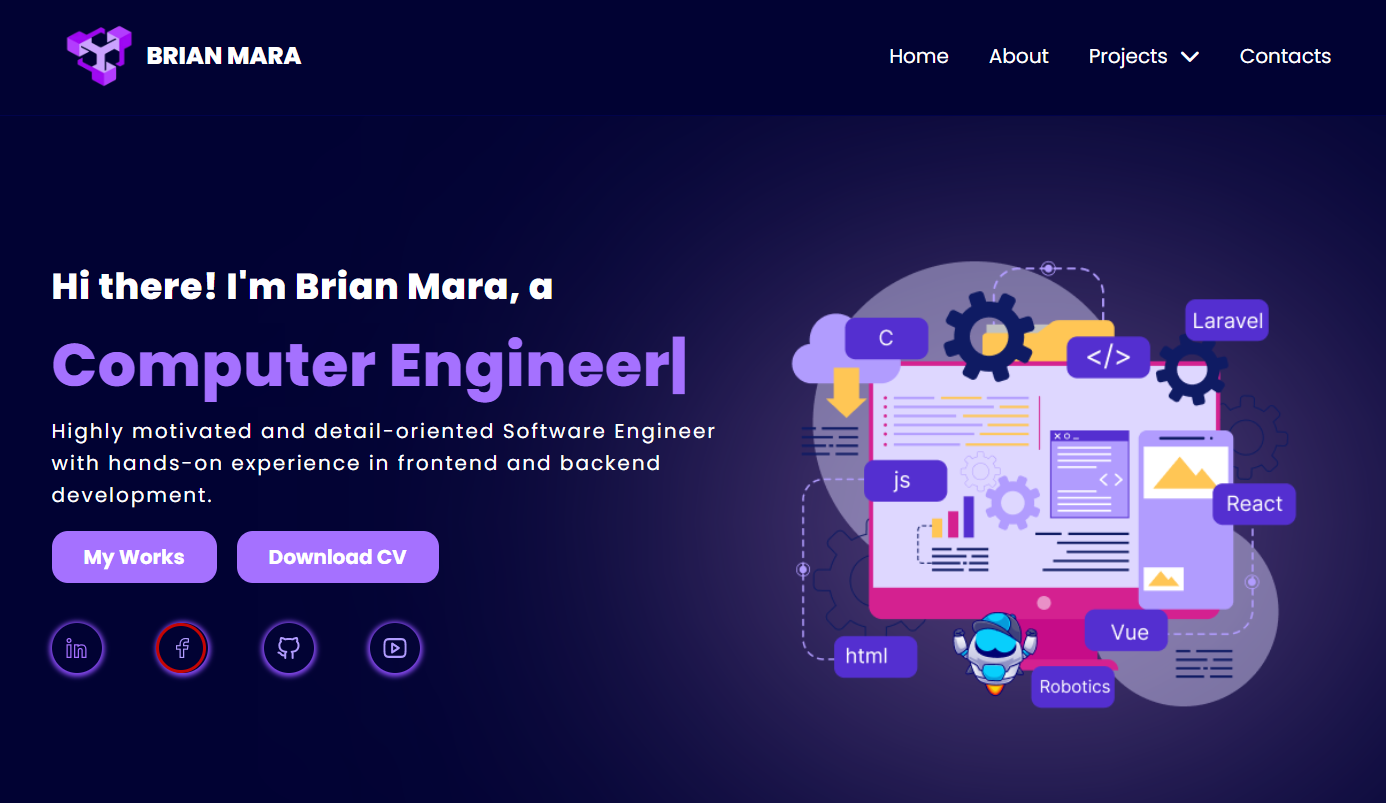 BRIAN MARA
Home
About
Projects
Contacts
Hi there! I'm Brian Mara, a
Computer Engineer|
Highly motivated and detail-oriented Software Engineer
with hands-on experience in frontend and backend
development.
My Works
Download CV
in
f
C
</>
Laravel
js
< >
React
html
Vue
Robotics